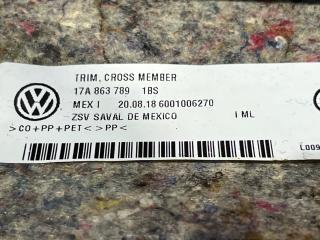 TRIM, CROSS MEMBER
17A 863 789 1BS
MEX I 20.08.18 6001006270
ZSV SAVAL DE MEXICO I ML
>CO+PP+PET< >PP<
L009